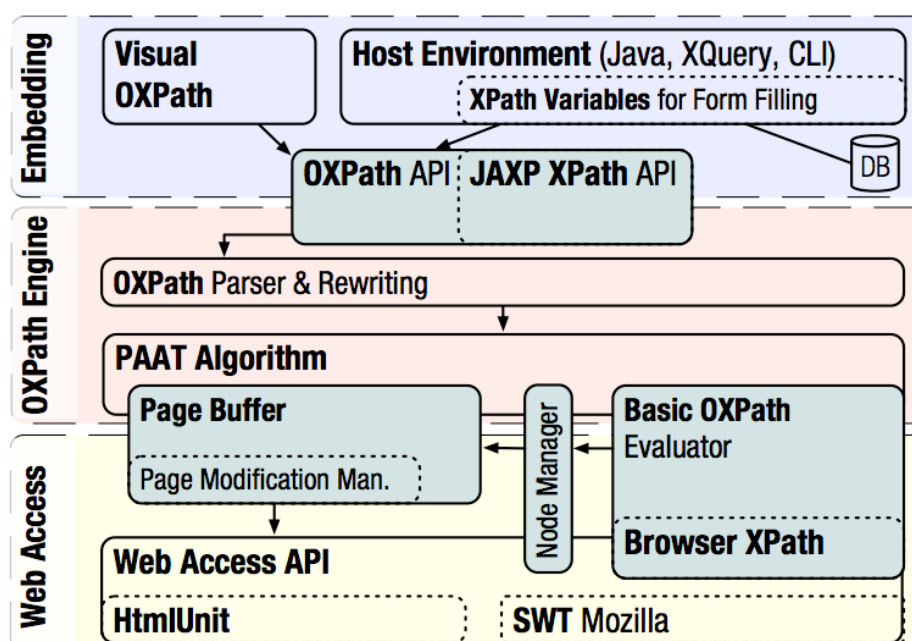 Embedding
Visual
OXPath
Host Environment (Java, XQuery, CLI)
XPath Variables for Form Filling
DB
OXPath API
JAXP XPath API
OXPath Engine
OXPath Parser & Rewriting
PAAT Algorithm
Page Buffer
Page Modification Man.
Node Manager
Basic OXPath
Evaluator
Browser XPath
Web Access
Web Access API
HtmlUnit
SWT Mozilla